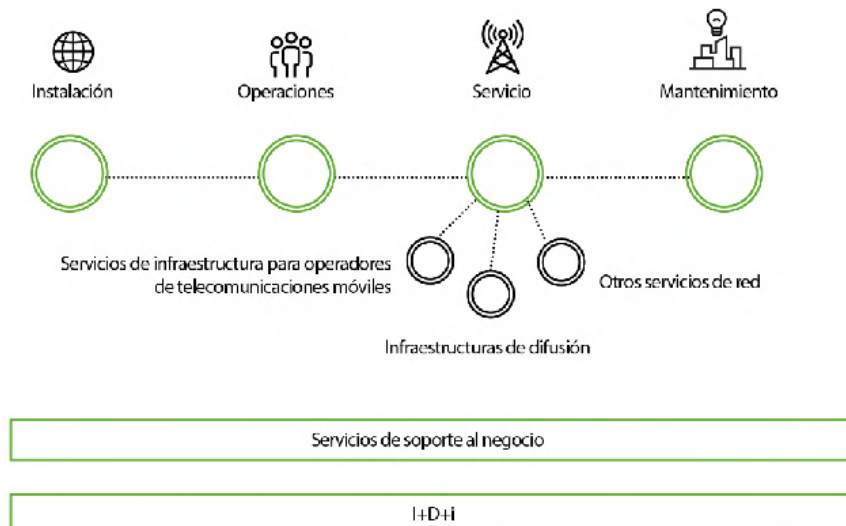 Instalación
Operaciones
Servicio
Mantenimiento
Servicios de infraestructura para operadores
de telecomunicaciones móviles
Otros servicios de red
Infraestructuras de difusión
Servicios de soporte al negocio
I+D+i